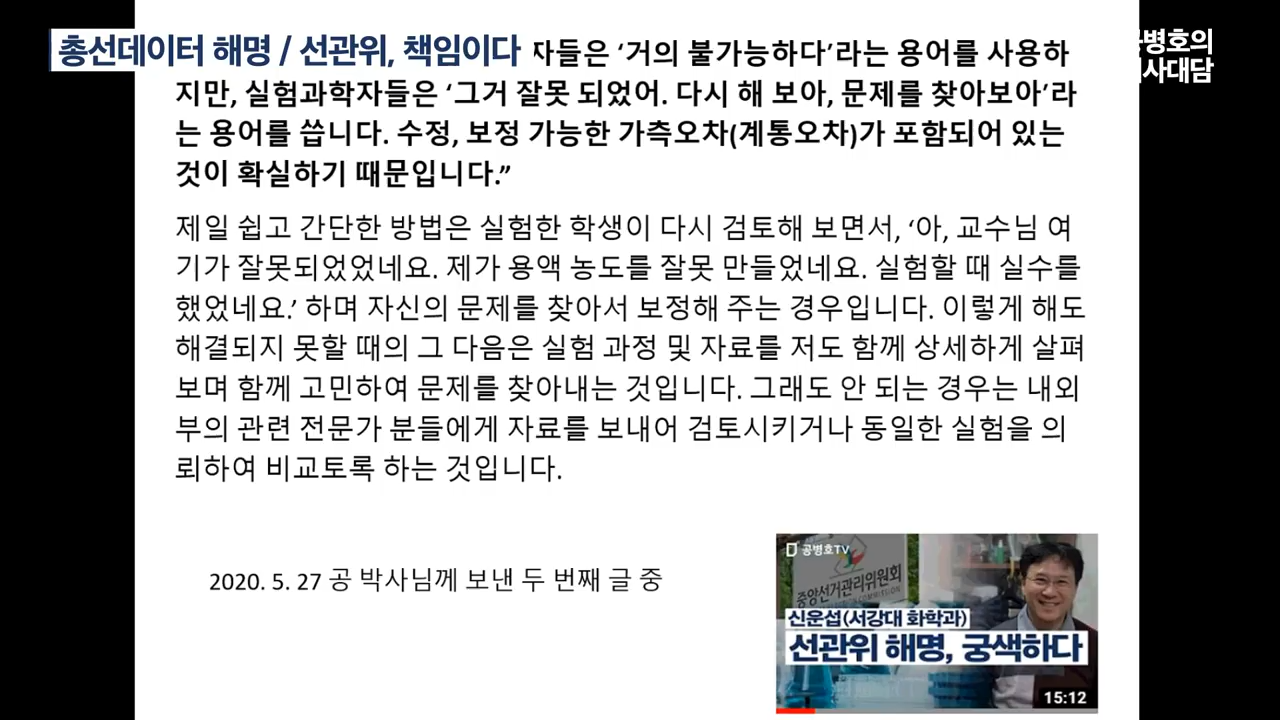 총선데이터 해명 / 선관위, 책임이다
자들은 ‘거의 불가능하다’라는 용어를 사용하
지만, 실험과학자들은 ‘그거 잘못 되었어. 다시 해 보아, 문제를 찾아보아’라
는 용어를 씁니다. 수정, 보정 가능한 가측오차(계통오차)가 포함되어 있는
것이 확실하기 때문입니다.”
공병호의
시사대담
제일 쉽고 간단한 방법은 실험한 학생이 다시 검토해 보면서, ‘아, 교수님 여
기가 잘못되었었네요. 제가 용액 농도를 잘못 만들었네요. 실험할 때 실수를
했었네요.’ 하며 자신의 문제를 찾아서 보정해 주는 경우입니다. 이렇게 해도
해결되지 못할 때의 그 다음은 실험 과정 및 자료를 저도 함께 상세하게 살펴
보며 함께 고민하여 문제를 찾아내는 것입니다. 그래도 안 되는 경우는 내외
부의 관련 전문가 분들에게 자료를 보내어 검토시키거나 동일한 실험을 의
뢰하여 비교토록 하는 것입니다.
2020. 5. 27 공 박사님께 보낸 두 번째 글 중
공병호TV
중앙선거관리위원회
신운섭(서강대 화학과)
선관위 해명, 궁색하다
15:12